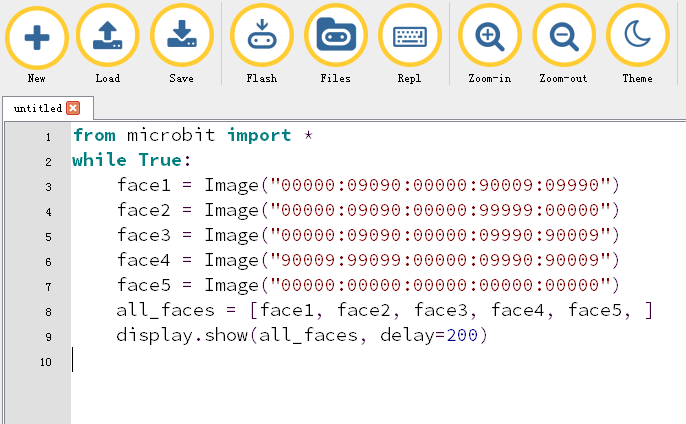 New Load Save Flash Files Repl Zoom-in Zoom-out Theme
untitled
1 from microbit import *
2 while True:
3     face1 = Image("00000:09090:00000:90009:09990")
4     face2 = Image("00000:09090:00000:99999:00000")
5     face3 = Image("00000:09090:00000:09990:90009")
6     face4 = Image("90009:99099:00000:09990:90009")
7     face5 = Image("00000:00000:00000:00000:00000")
8     all_faces = [face1, face2, face3, face4, face5, ]
9     display.show(all_faces, delay=200)
10